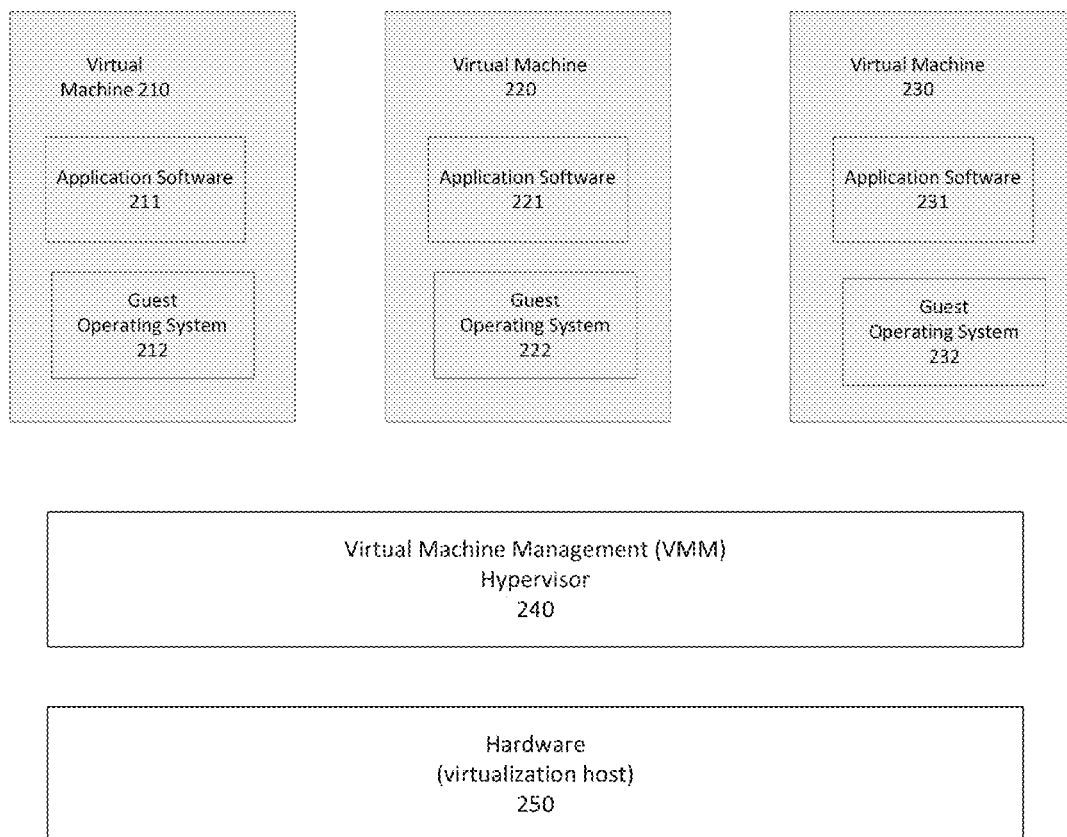 Virtual
Machine 210
Application Software
211
Guest
Operating System
212
Virtual Machine
220
Application Software
221
Guest
Operating System
222
Virtual Machine
230
Application Software
231
Guest
Operating System
232
Virtual Machine Management (VMM)
Hypervisor
240
Hardware
(virtualization host)
250